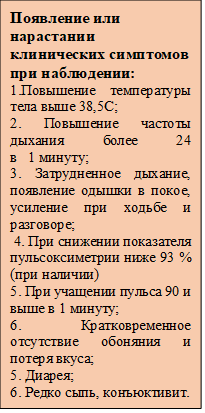 Появление или
нарастании
клинических симптомов
при наблюдении:
1.Повышение температуры
тела выше 38,5С;
2. Повышение частоты
дыхания более 24
в 1 минуту;
3. Затрудненное дыхание,
появление одышки в покое,
усиление при ходьбе и
разговоре;
4. При снижении показателя
пульсоксиметрии ниже 93 %
(при наличии)
5. При учащении пульса 90 и
выше в 1 минуту;
6. Кратковременное
отсутствие обоняния и
потеря вкуса;
5. Диарея;
6. Редко сыпь, конъюктивит.